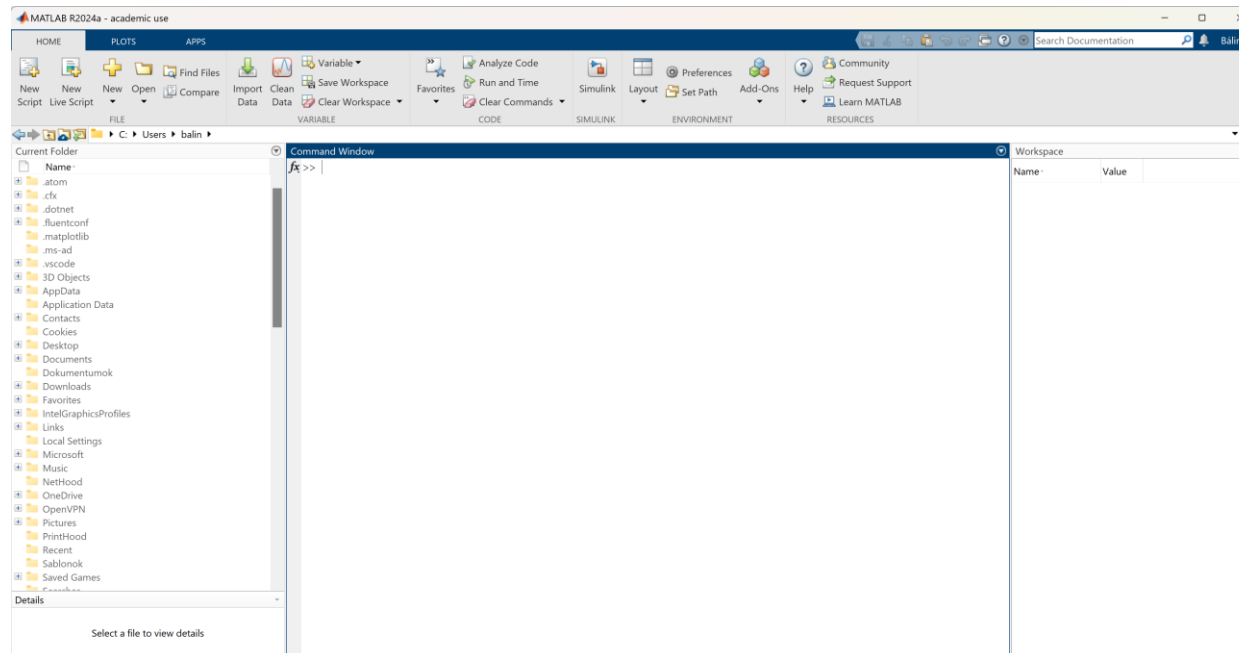 MATLAB R2024a - academic use
HOME PLOTS APPS
Search Documentation
New Script
New Live Script
New
Open
Find Files
Compare
FILE
Import Data
Clean Data
Variable
Save Workspace
Clear Workspace
VARIABLE
Favorites
Analyze Code
Run and Time
Clear Commands
CODE
Simulink
SIMULINK
Layout
Preferences
Set Path
Add-Ons
ENVIRONMENT
Help
Community
Request Support
Learn MATLAB
RESOURCES
C: Users balin
Current Folder
Name
.atom
.cfx
.dotnet
.fluentconf
.matplotlib
.ms-ad
.vscode
3D Objects
AppData
Application Data
Contacts
Cookies
Desktop
Documents
Dokumentumok
Downloads
Favorites
IntelGraphicsProfiles
Links
Local Settings
Microsoft
Music
NetHood
OneDrive
OpenVPN
Pictures
PrintHood
Recent
Sablonok
Saved Games
Details
Select a file to view details
Command Window
fx >>
Workspace
Name Value